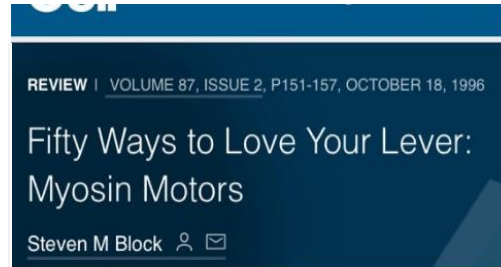 REVIEW | VOLUME 87, ISSUE 2, P151-157, OCTOBER 18, 1996
Fifty Ways to Love Your Lever:
Myosin Motors
Steven M Block